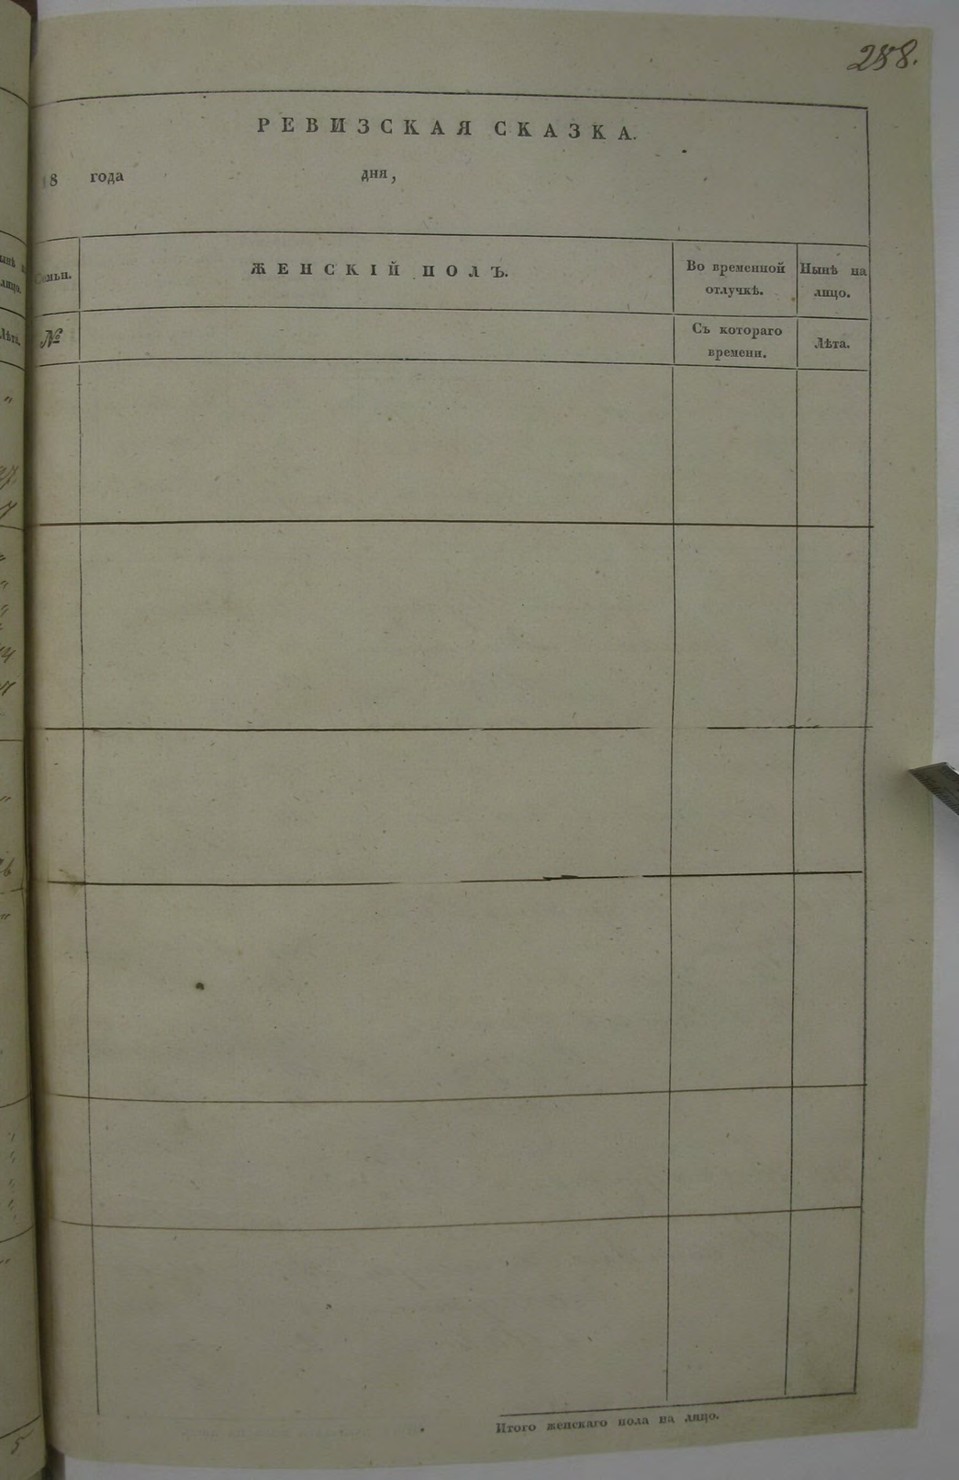 288.
РЕВИЗСКАЯ СКАЗКА.
18 года дня,
Семьи. ЖЕНСКІЙ ПОЛЪ. Во временной отлучкѣ. Нынѣ на лицо.
№ Съ котораго времени. Лѣта.
Итого женскаго пола на лицо.